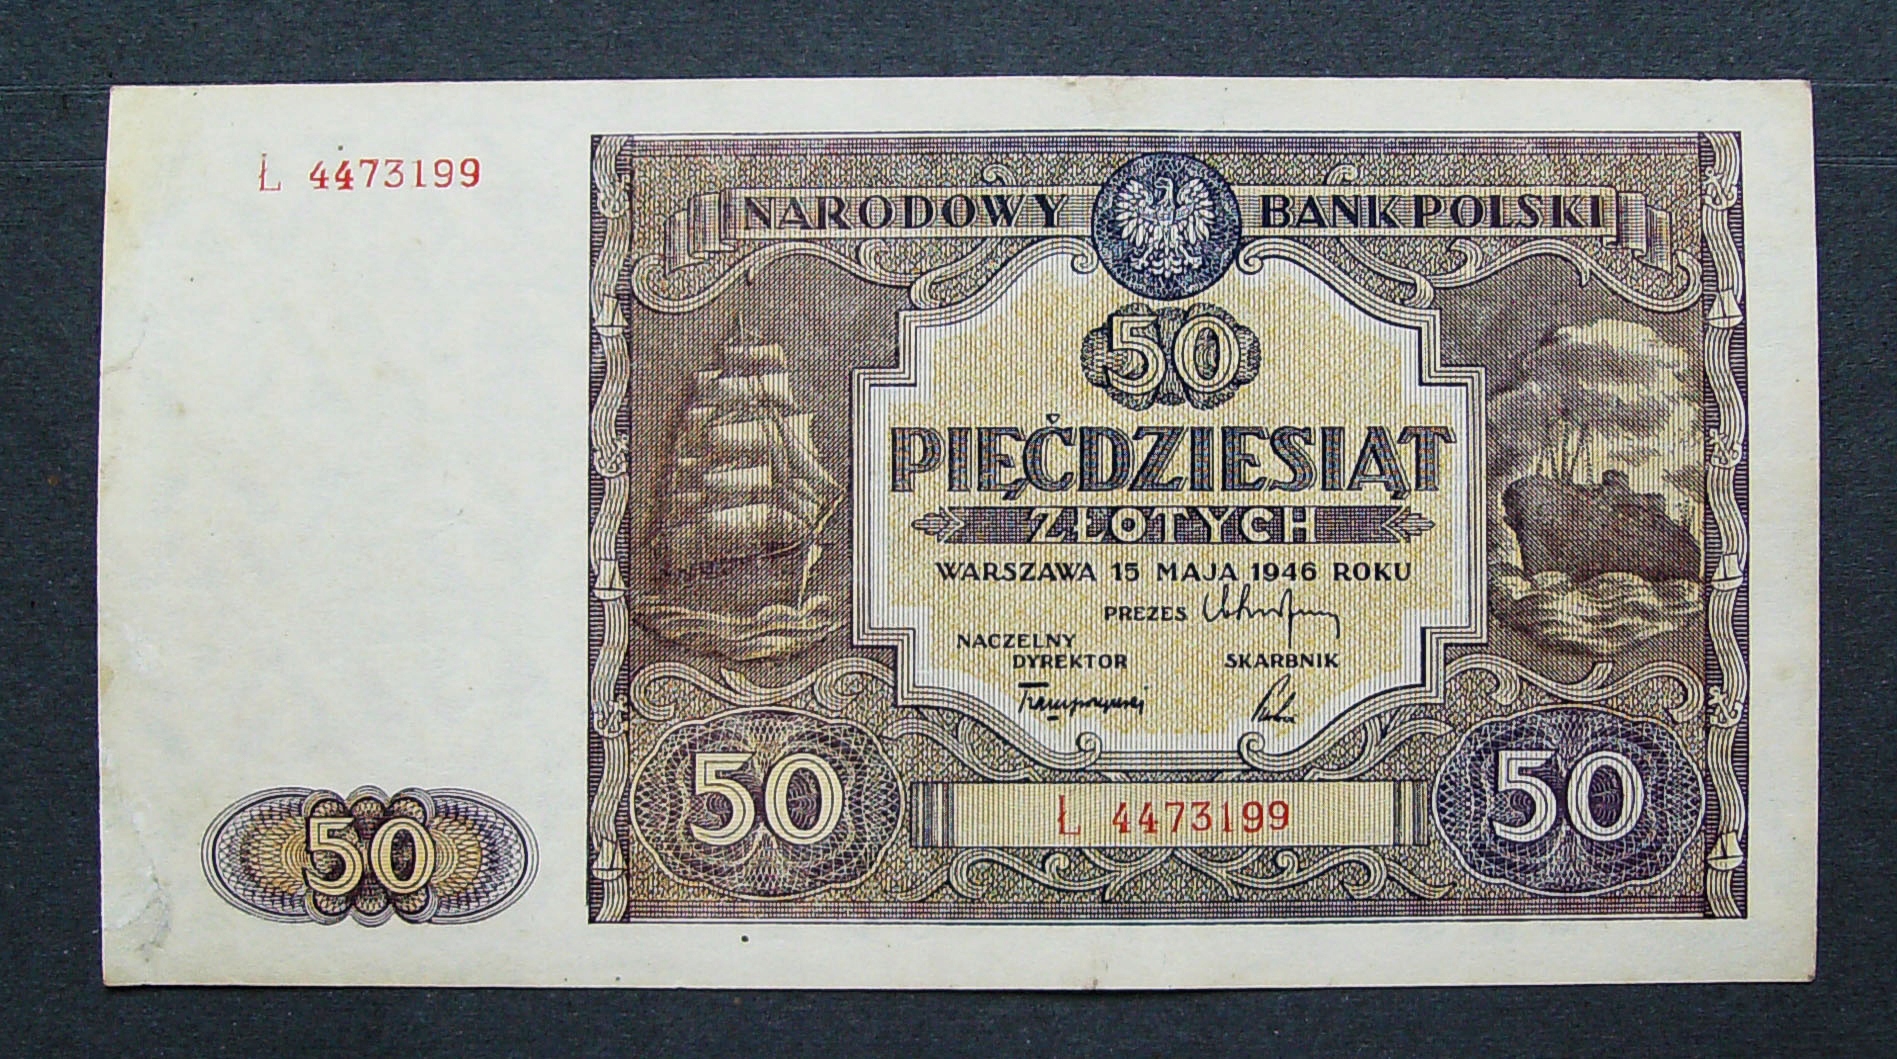 Ł 4473199
NARODOWY BANK POLSKI
50
PIĘĆDZIESIĄT
ZŁOTYCH
WARSZAWA 15 MAJA 1946 ROKU
PREZES
NACZELNY
DYREKTOR
SKARBNIK
50
Ł 4473199
50
50